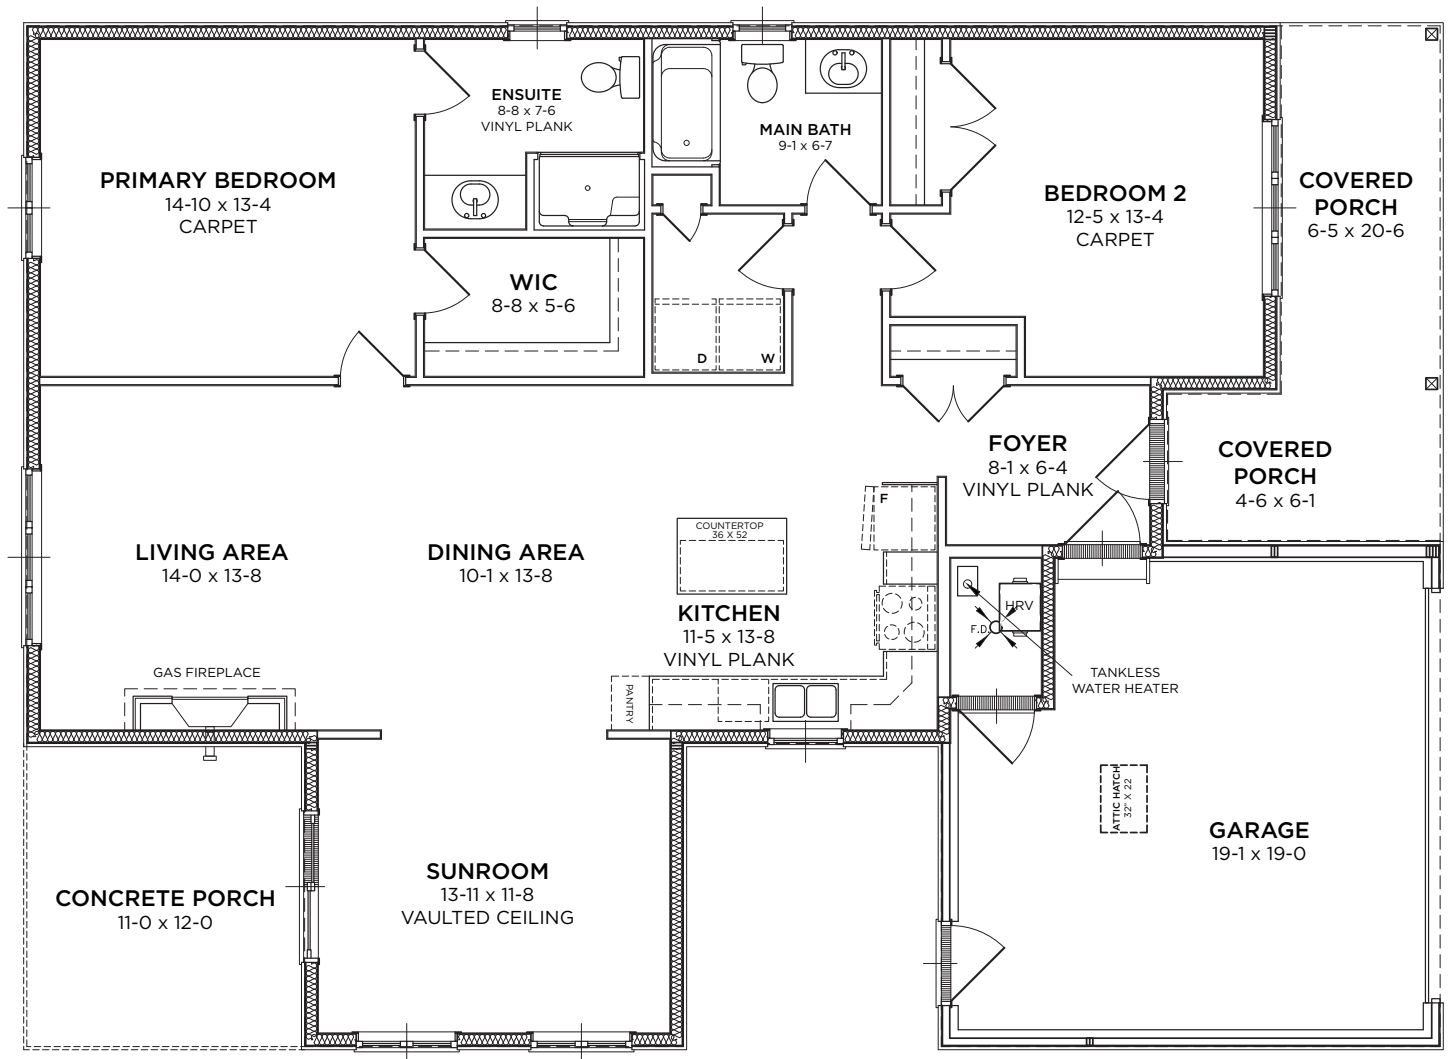 ENSUITE
8-8 x 7-6
VINYL PLANK
MAIN BATH
9-1 x 6-7
PRIMARY BEDROOM
14-10 x 13-4
CARPET
BEDROOM 2
12-5 x 13-4
CARPET
COVERED
PORCH
6-5 x 20-6
WIC
8-8 x 5-6
D
W
FOYER
8-1 x 6-4
VINYL PLANK
COVERED
PORCH
4-6 x 6-1
F
COUNTERTOP
36 X 52
LIVING AREA
14-0 x 13-8
DINING AREA
10-1 x 13-8
KITCHEN
11-5 x 13-8
VINYL PLANK
HRV
F.D.
TANKLESS
WATER HEATER
GAS FIREPLACE
PANTRY
ATTIC HATCH
32" X 22
GARAGE
19-1 x 19-0
SUNROOM
13-11 x 11-8
VAULTED CEILING
CONCRETE PORCH
11-0 x 12-0